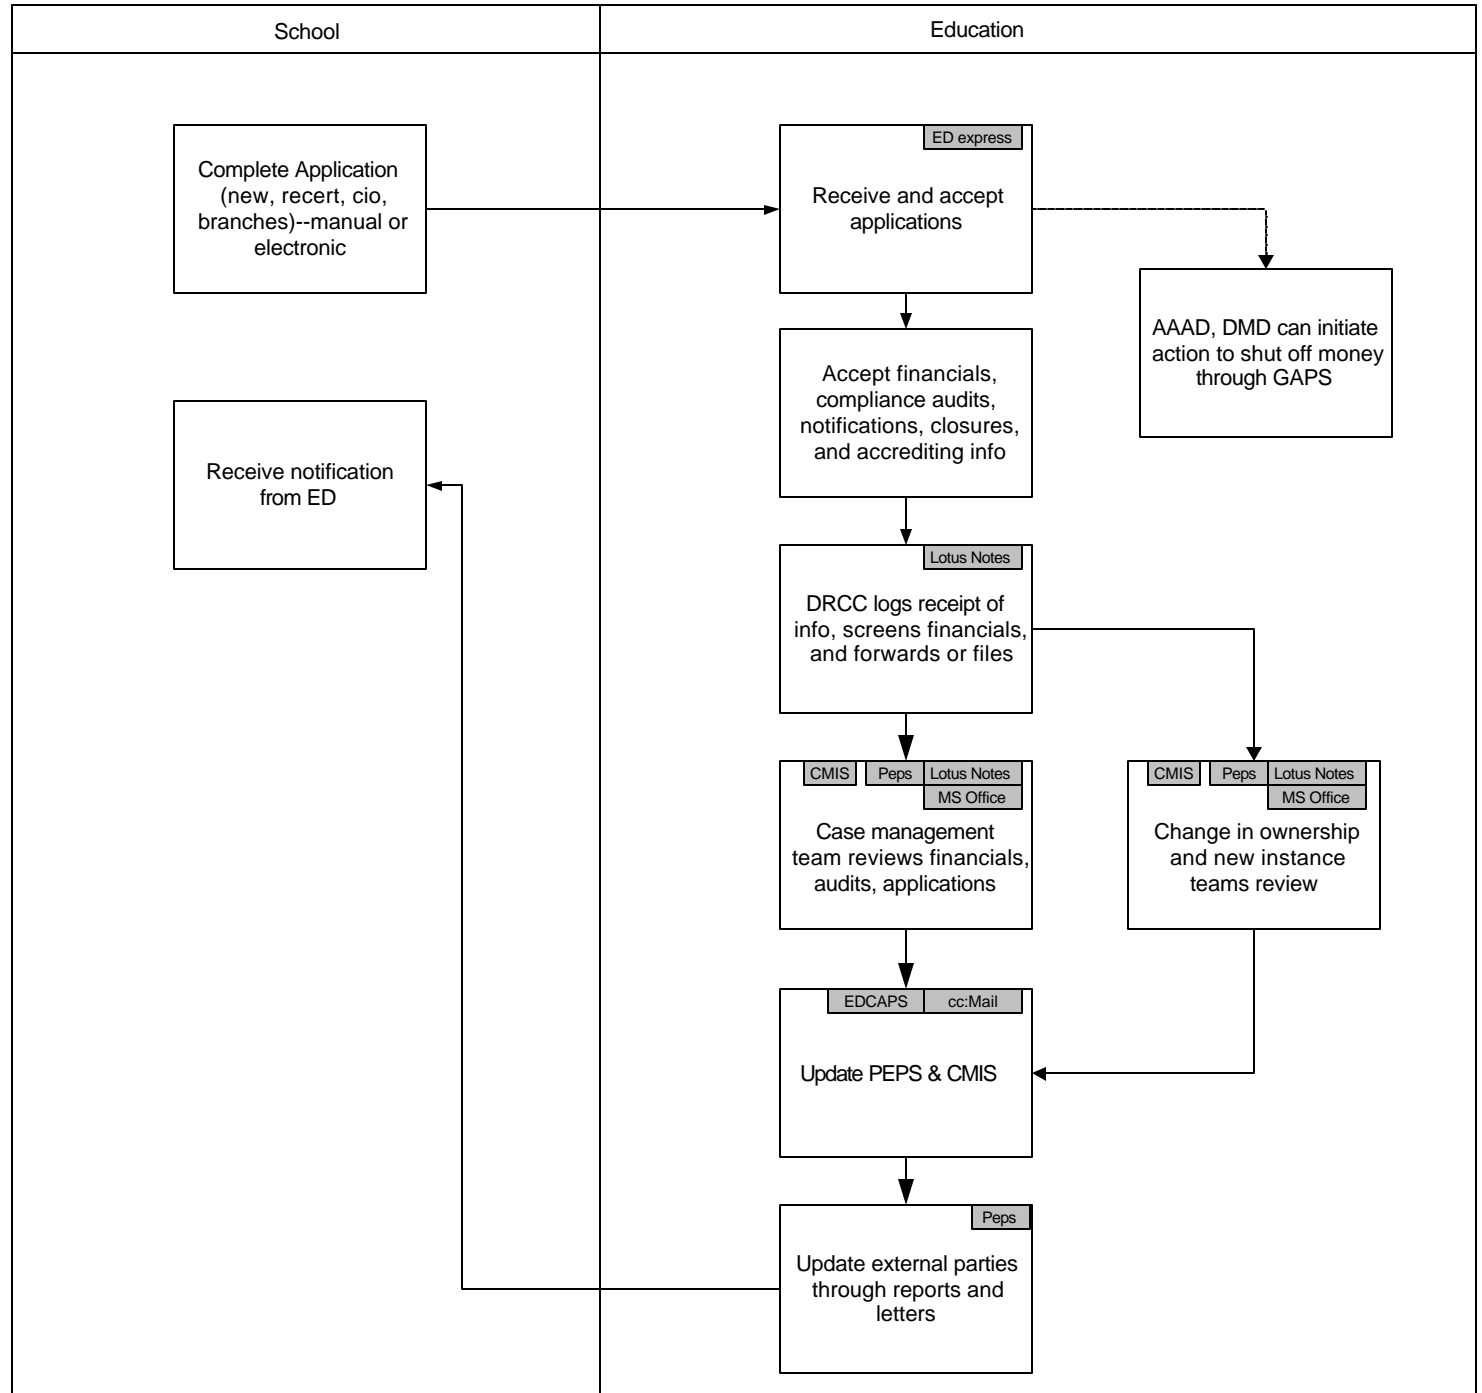 School
Education
Complete Application
(new, recert, cio,
branches)--manual or
electronic
ED express
Receive and accept
applications
AAAD, DMD can initiate
action to shut off money
through GAPS
Accept financials,
compliance audits,
notifications, closures,
and accrediting info
Receive notification
from ED
Lotus Notes
DRCC logs receipt of
info, screens financials,
and forwards or files
CMIS Peps Lotus Notes
MS Office
Case management
team reviews financials,
audits, applications
CMIS Peps Lotus Notes
MS Office
Change in ownership
and new instance
teams review
EDCAPS cc:Mail
Update PEPS & CMIS
Peps
Update external parties
through reports and
letters